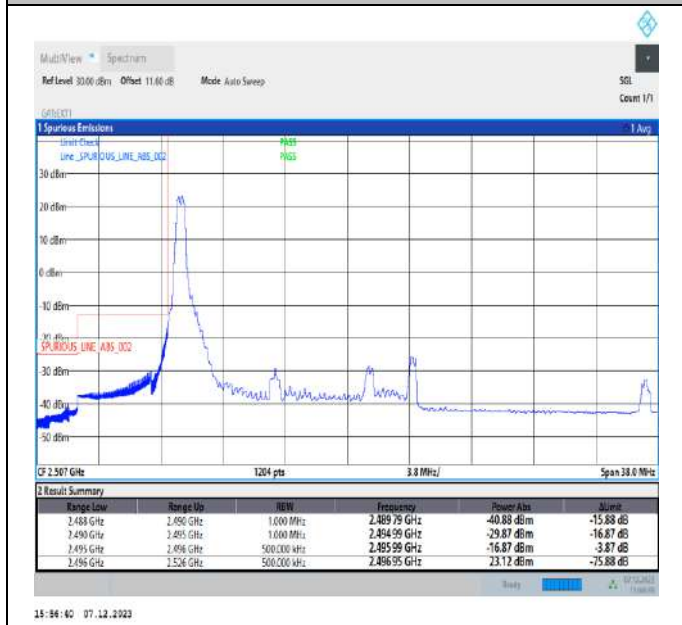 MultiView Spectrum
Ref Level 30.00 dBm Offset 11.60 dB Mode Auto Sweep SGL
Count 1/1
1 Spurious Emissions 1 Avg
Limit Check PASS
Line _SPURIOUS_LINE_ABS_002 PASS
30 dBm
20 dBm
10 dBm
0 dBm
-10 dBm
-20 dBm
SPURIOUS_LINE_ABS_002
-30 dBm
-40 dBm
-50 dBm
CF 2.507 GHz 1204 pts 3.8 MHz/ Span 38.0 MHz
2 Result Summary
Range Low Range Up RBW Frequency Power Abs ΔLimit
2.488 GHz 2.490 GHz 1.000 MHz 2.48979 GHz -40.88 dBm -15.88 dB
2.490 GHz 2.495 GHz 1.000 MHz 2.49499 GHz -29.87 dBm -16.87 dB
2.495 GHz 2.496 GHz 500.000 kHz 2.49599 GHz -16.87 dBm -3.87 dB
2.496 GHz 2.526 GHz 500.000 kHz 2.49695 GHz 23.12 dBm -75.88 dB
Ready 07.12.2023
15:56:40 07.12.2023